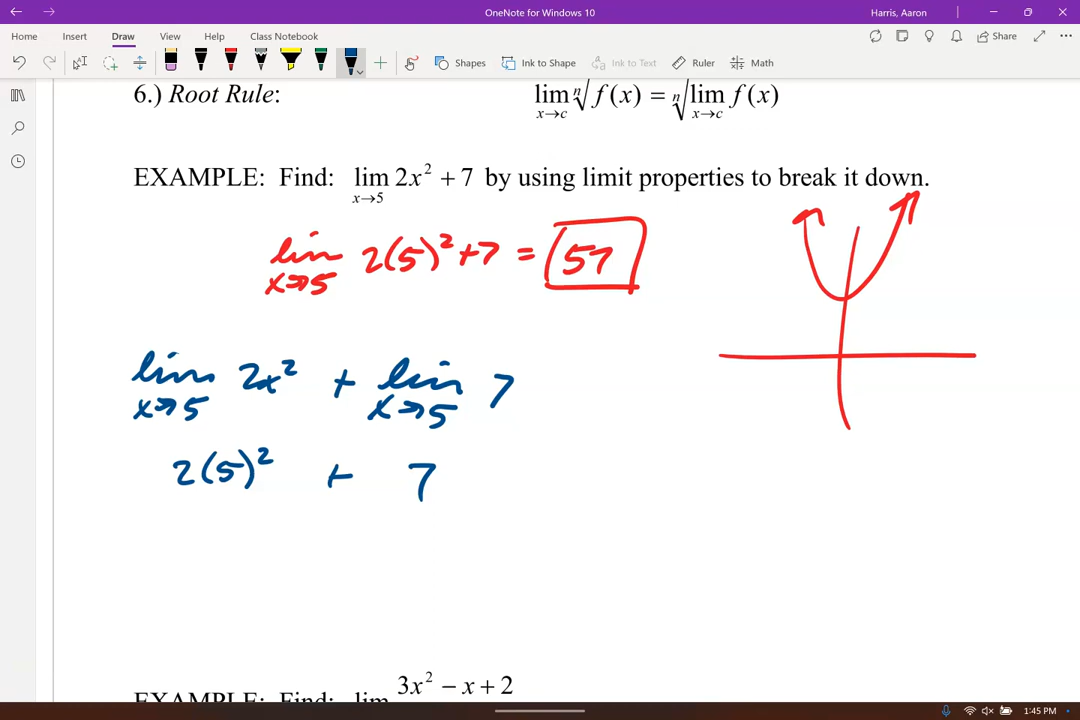 OneNote for Windows 10
Harris, Aaron
Home Insert Draw View Help Class Notebook
Share
Shapes Ink to Shape Ink to Text Ruler Math
6.) Root Rule: lim x→c ⁿ√f(x) = ⁿ√lim x→c f(x)
EXAMPLE: Find: lim x→5 2x² + 7 by using limit properties to break it down.
lim x→5 2(5)² + 7 = 57
lim x→5 2x² + lim x→5 7
2(5)² + 7
3x² − x + 2
EXAMPLE: Find: lim
1:45 PM